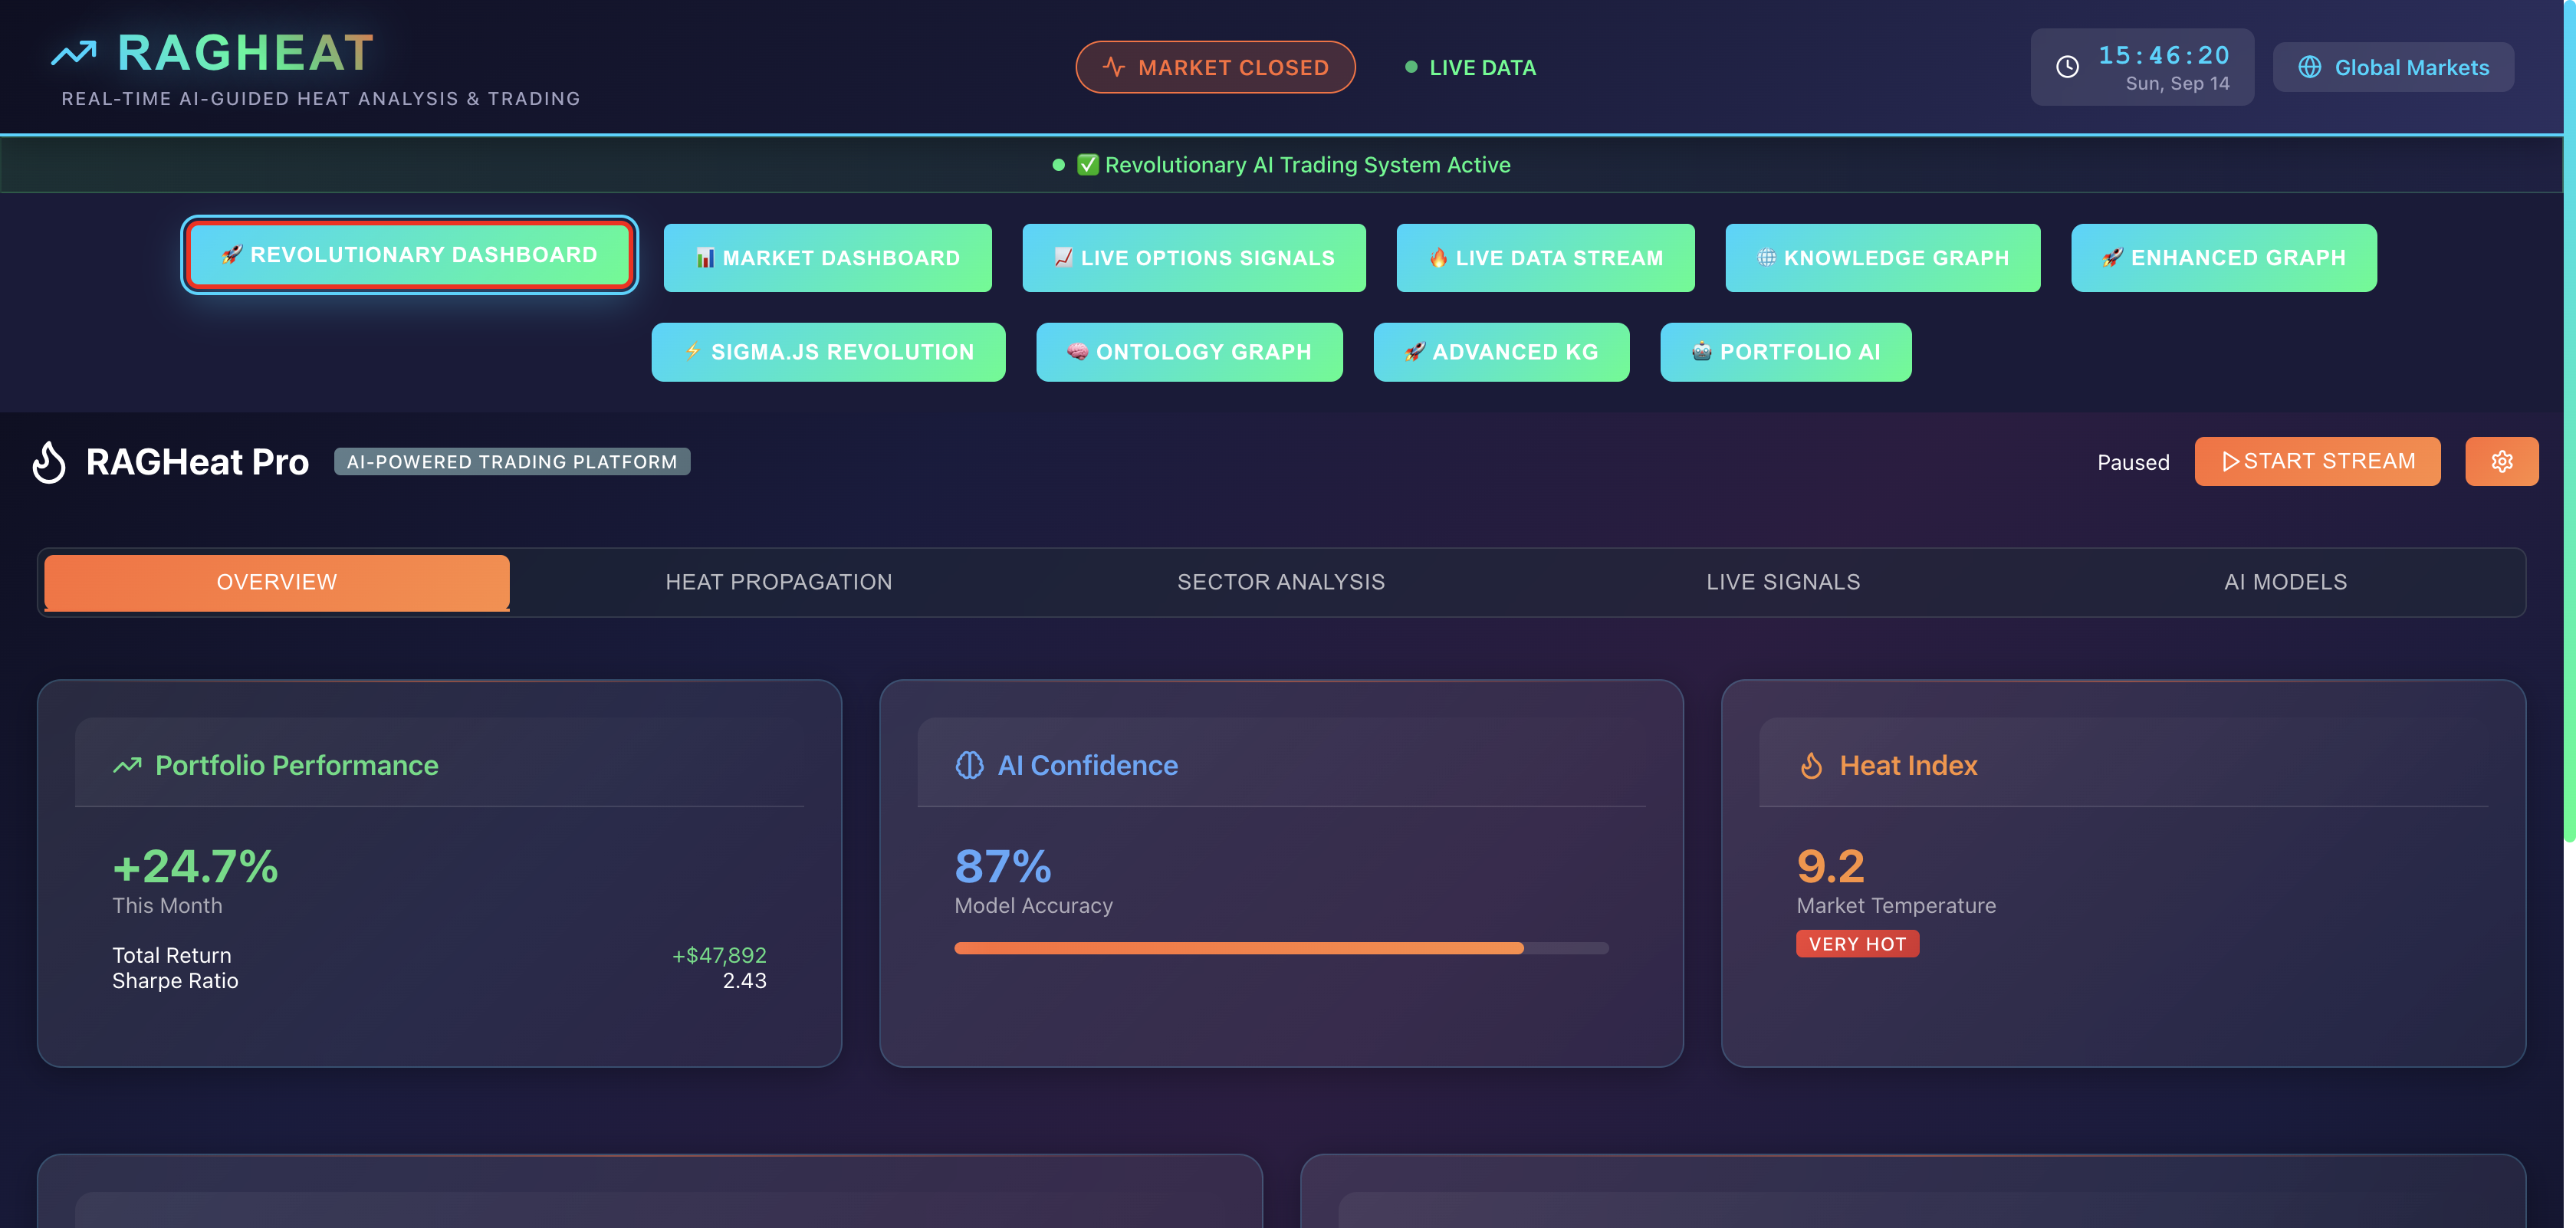 RAGHEAT
REAL-TIME AI-GUIDED HEAT ANALYSIS & TRADING
MARKET CLOSED
LIVE DATA
15:46:20
Sun, Sep 14
Global Markets
✅ Revolutionary AI Trading System Active
🚀 REVOLUTIONARY DASHBOARD
📊 MARKET DASHBOARD
📈 LIVE OPTIONS SIGNALS
🔥 LIVE DATA STREAM
🌐 KNOWLEDGE GRAPH
🚀 ENHANCED GRAPH
⚡ SIGMA.JS REVOLUTION
🧠 ONTOLOGY GRAPH
🚀 ADVANCED KG
🤖 PORTFOLIO AI
RAGHeat Pro
AI-POWERED TRADING PLATFORM
Paused
START STREAM
OVERVIEW
HEAT PROPAGATION
SECTOR ANALYSIS
LIVE SIGNALS
AI MODELS
Portfolio Performance
+24.7%
This Month
Total Return +$47,892
Sharpe Ratio 2.43
AI Confidence
87%
Model Accuracy
Heat Index
9.2
Market Temperature
VERY HOT